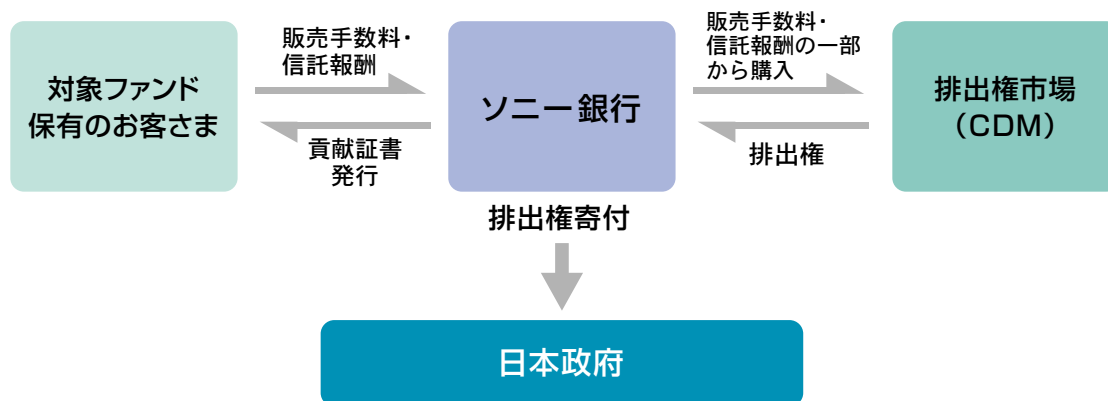 対象ファンド
保有のお客さま
販売手数料・
信託報酬
貢献証書
発行
ソニー銀行
販売手数料・
信託報酬の一部
から購入
排出権
排出権市場
（CDM）
排出権寄付
日本政府